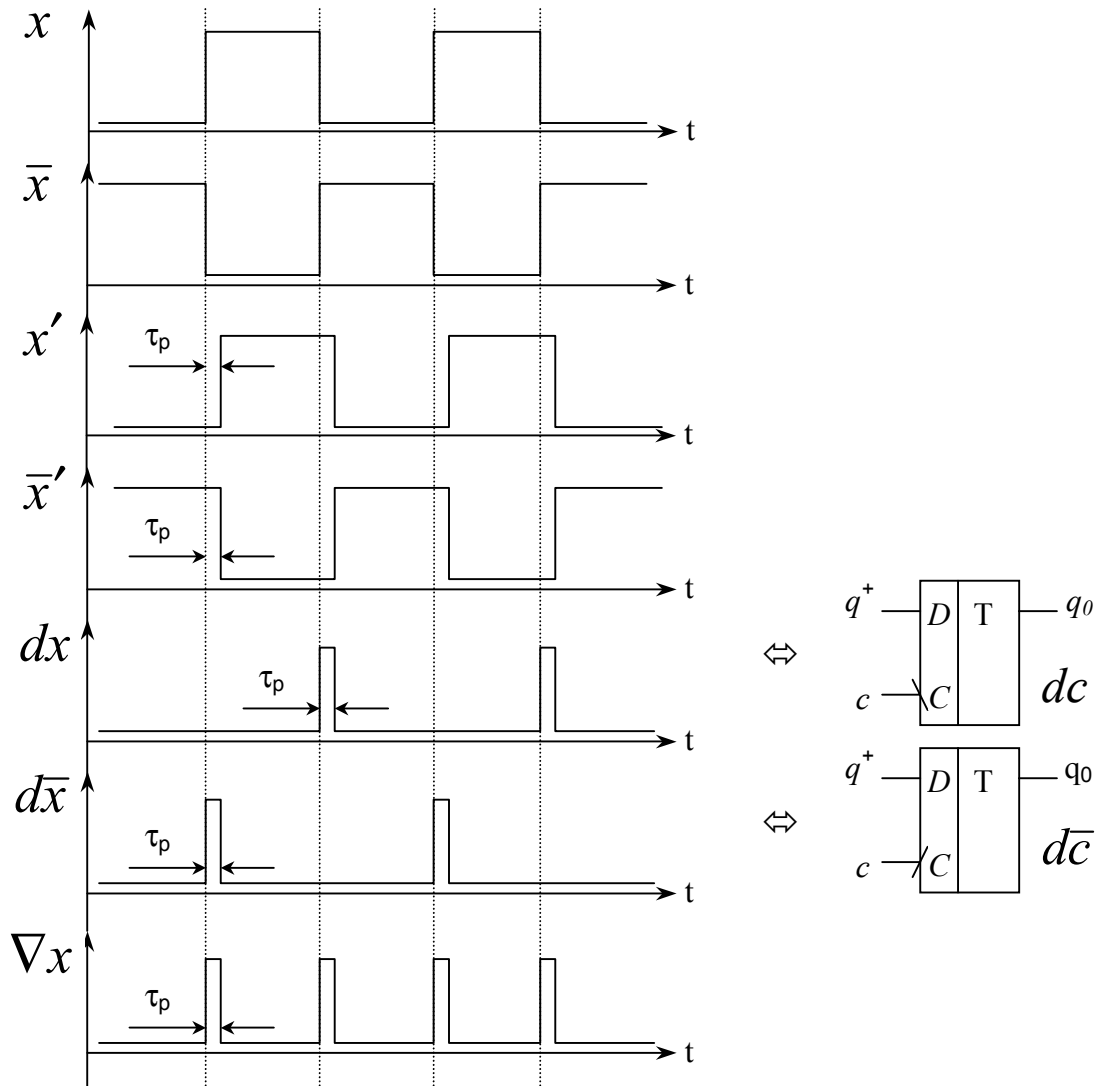 x
t
x̅
t
x′
τp
t
x̅′
τp
t
dx
τp
t
dx̅
τp
t
∇x
τp
t
⇔
q⁺ D T q₀
c C dc
⇔
q⁺ D T q₀
c C dc̅